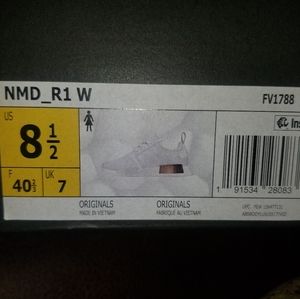 NMD_R1 W
FV1788
US
8 1/2
F
40 2/3
UK
7
ORIGINALS
MADE IN VIETNAM
ORIGINALS
FABRIQUÉ AU VIETNAM
1 91534 28083